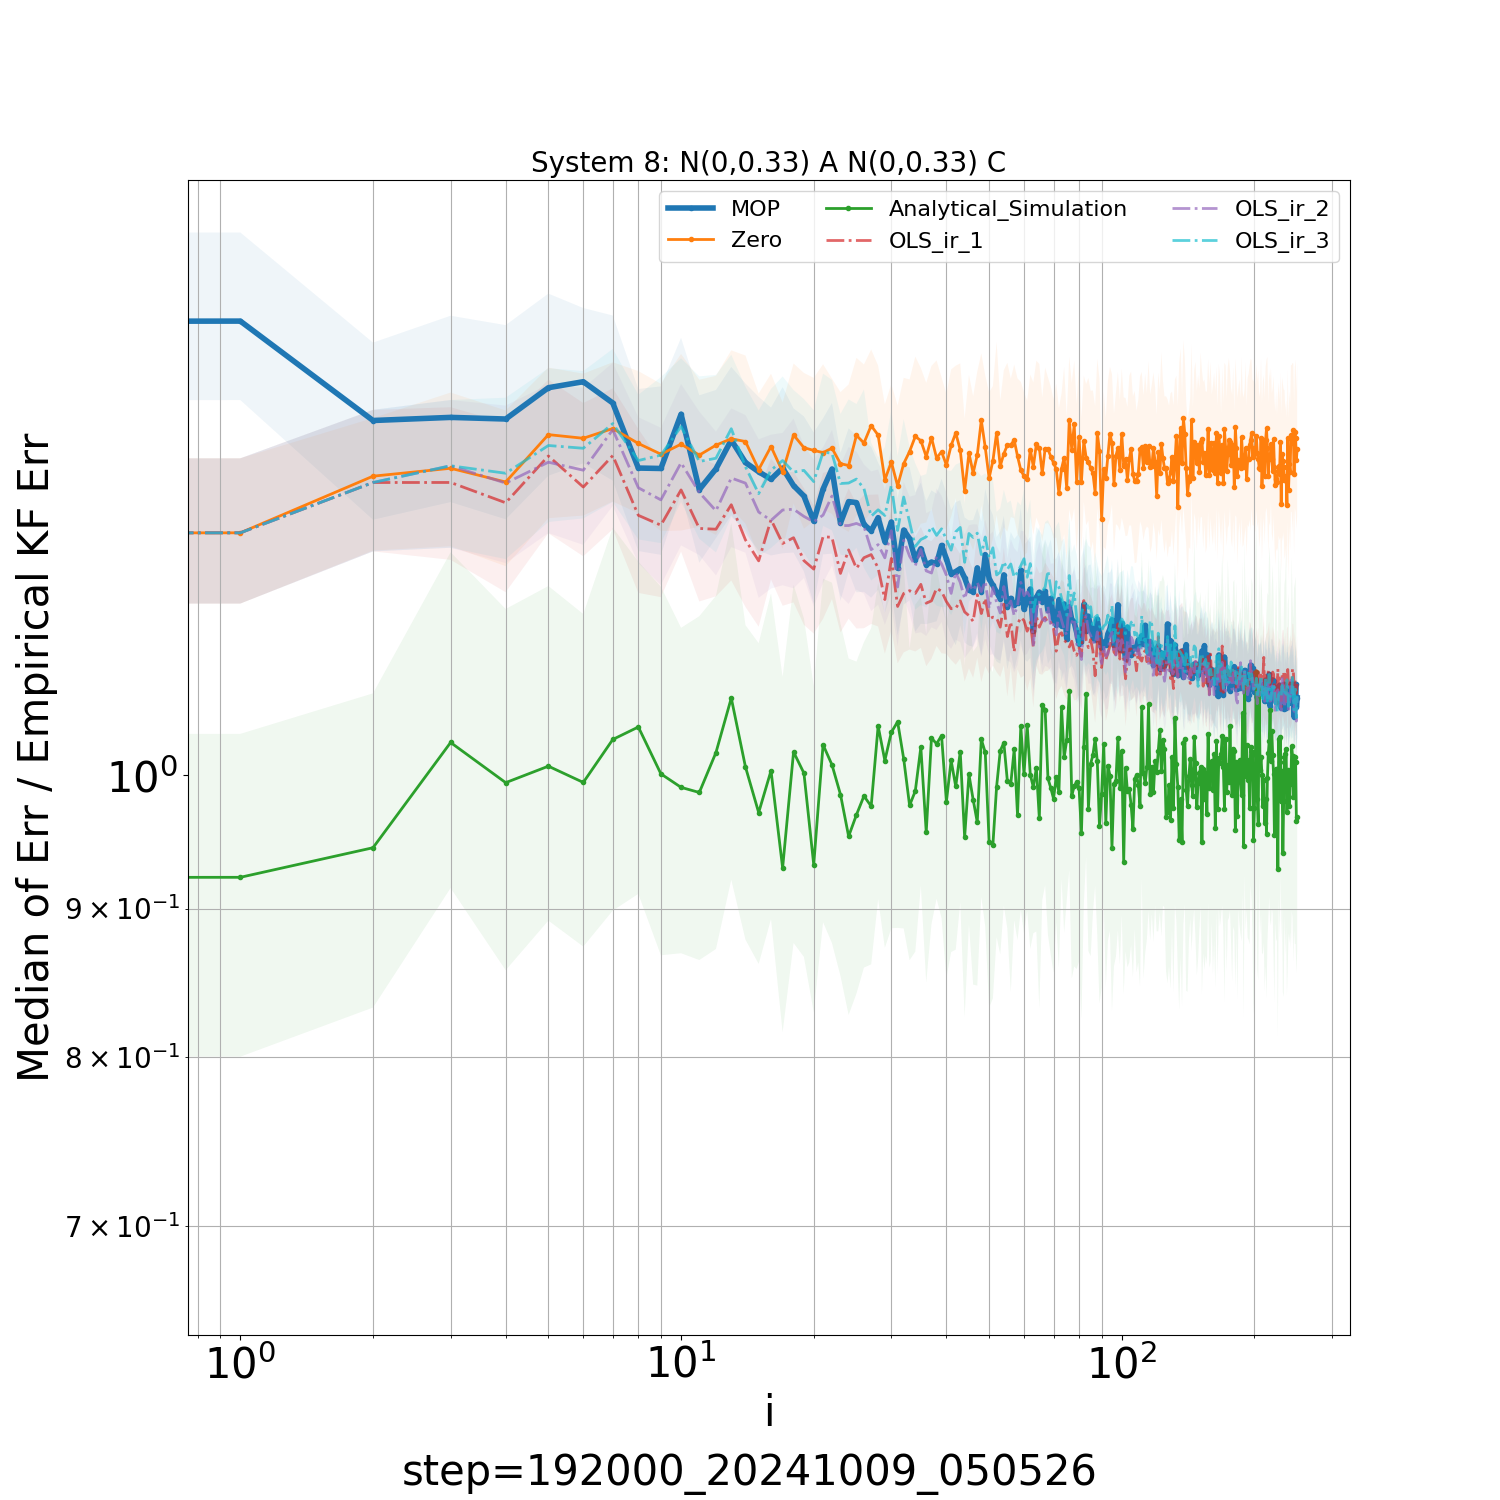 System 8: N(0,0.33) A N(0,0.33) C
MOP
Zero
Analytical_Simulation
OLS_ir_1
OLS_ir_2
OLS_ir_3
Median of Err / Empirical KF Err
10⁰
9 × 10⁻¹
8 × 10⁻¹
7 × 10⁻¹
10⁰ 10¹ 10²
i
step=192000_20241009_050526